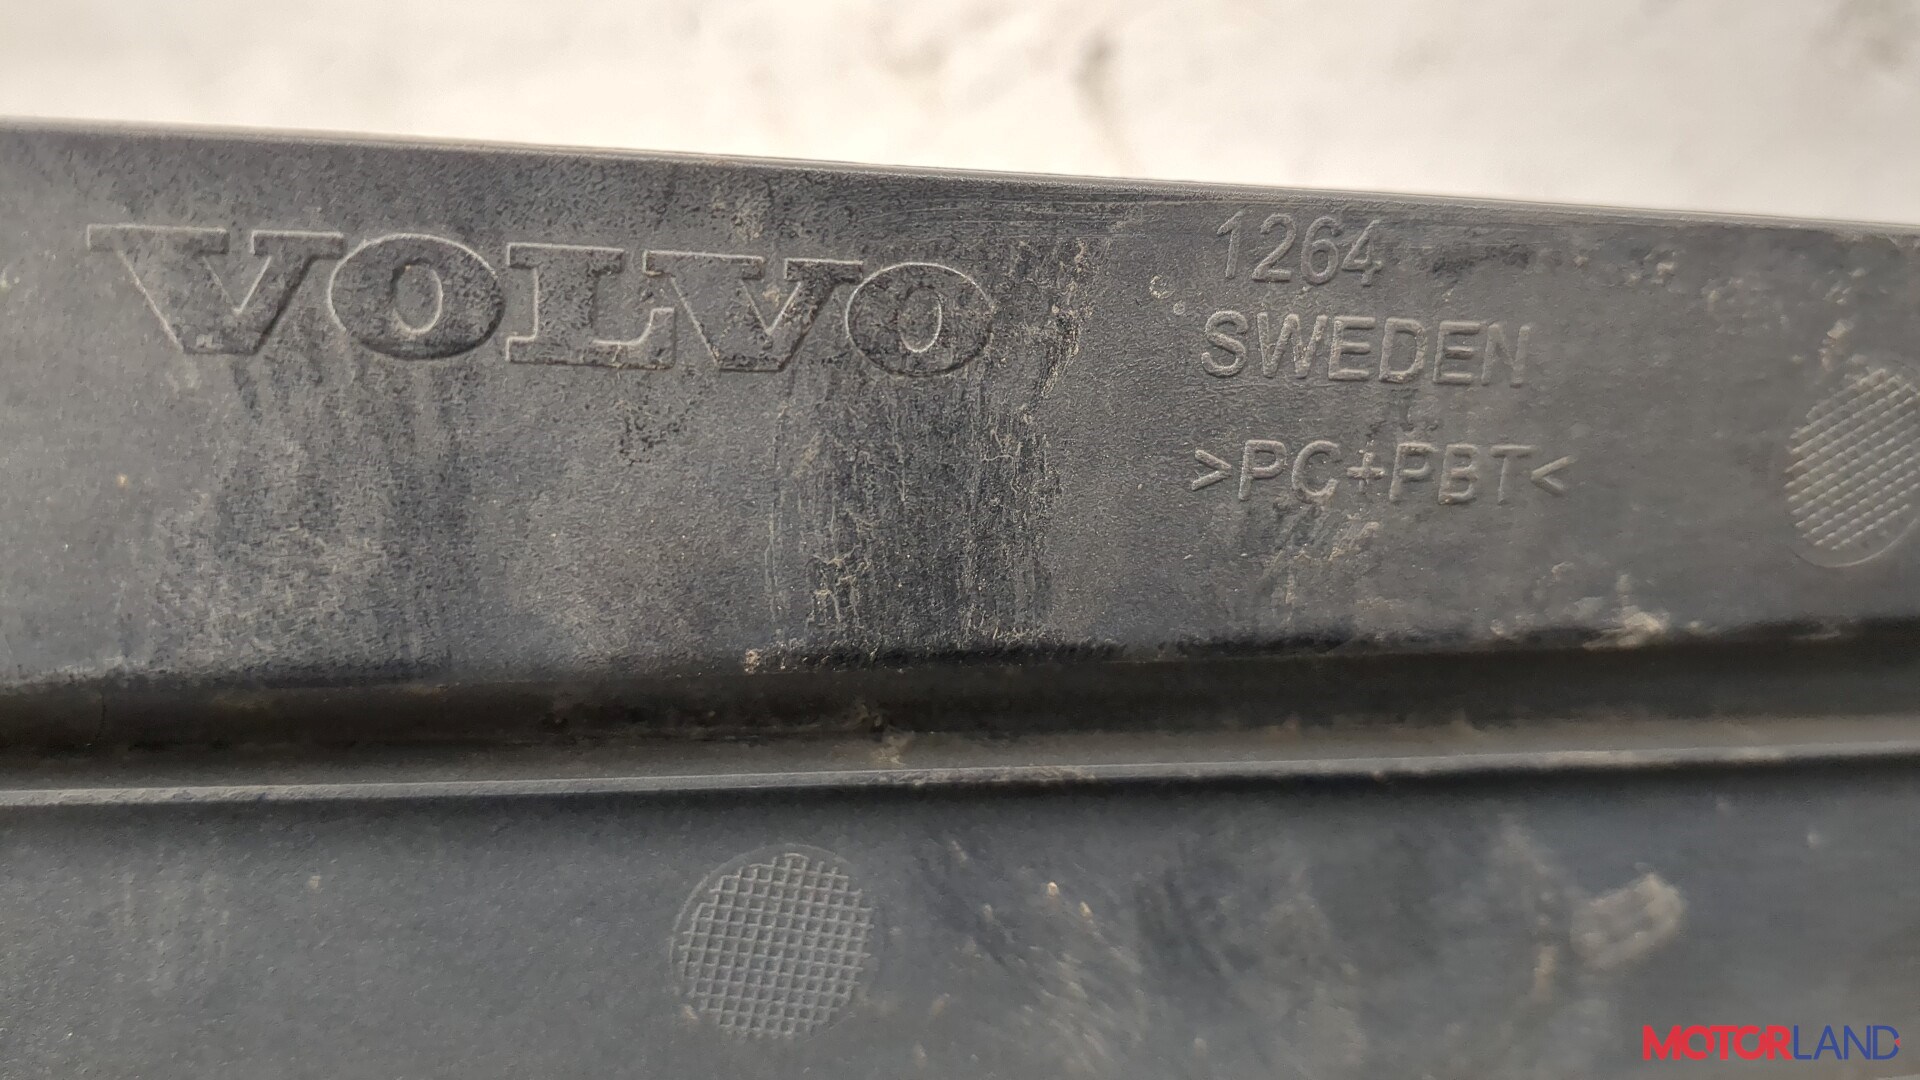 VOLVO
1264
SWEDEN
>PC+PBT<
MOTORLAND